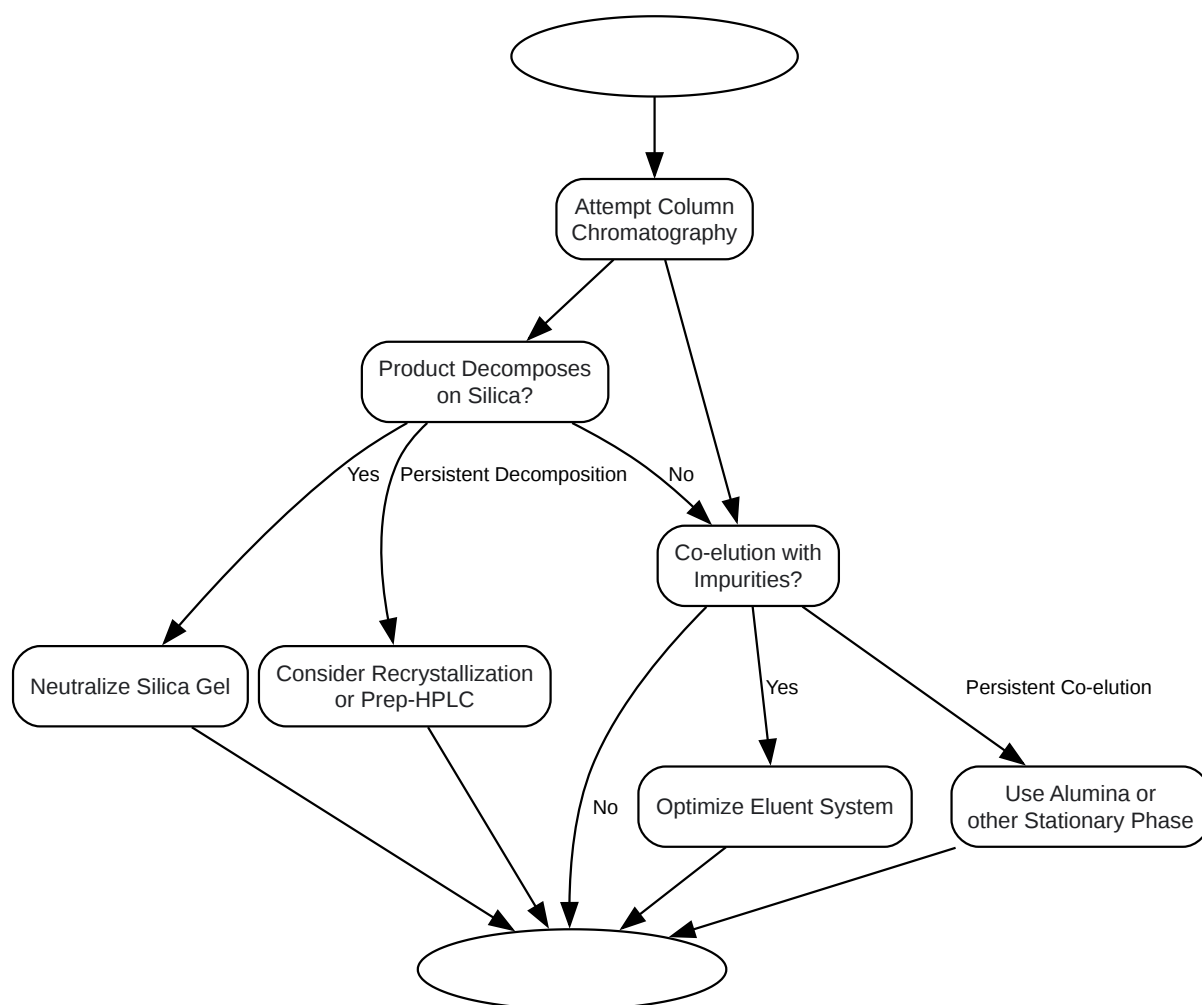 Attempt Column
Chromatography
Product Decomposes
on Silica?
Yes
Persistent Decomposition
No
Co-elution with
Impurities?
Neutralize Silica Gel
Consider Recrystallization
or Prep-HPLC
Yes
Persistent Co-elution
No
Optimize Eluent System
Use Alumina or
other Stationary Phase